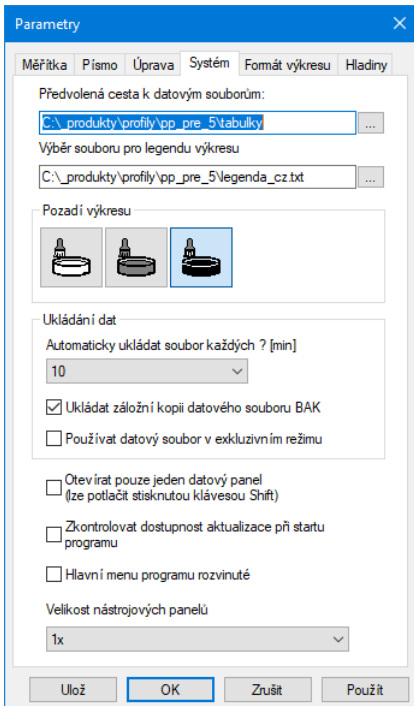 Parametry
Měřítka Písmo Úprava Systém Formát výkresu Hladiny
Předvolená cesta k datovým souborům:
C:\_produkty\profily\pp_pre_5\tabulky ...
Výběr souboru pro legendu výkresu
C:\_produkty\profily\pp_pre_5\legenda_cz.txt ...
Pozadí výkresu
Ukládání dat
Automaticky ukládat soubor každých ? [min]
10
Ukládat záložní kopii datového souboru BAK
Používat datový soubor v exkluzivním režimu
Otevírat pouze jeden datový panel
(lze potlačit stisknutou klávesou Shift)
Zkontrolovat dostupnost aktualizace při startu
programu
Hlavní menu programu rozvinuté
Velikost nástrojových panelů
1x
Ulož OK Zrušit Použít